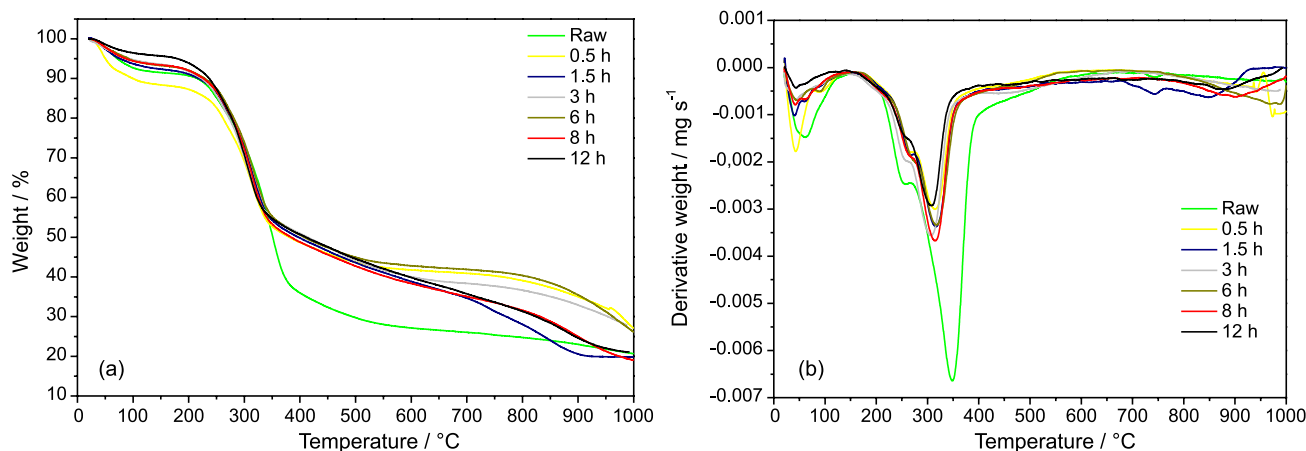 100
90
80
70
60
50
40
30
20
10
Weight / %
0 100 200 300 400 500 600 700 800 900 1000
Temperature / °C
(a)
Raw
0.5 h
1.5 h
3 h
6 h
8 h
12 h
0.001
0.000
-0.001
-0.002
-0.003
-0.004
-0.005
-0.006
-0.007
Derivative weight / mg s⁻¹
0 100 200 300 400 500 600 700 800 900 1000
Temperature / °C
(b)
Raw
0.5 h
1.5 h
3 h
6 h
8 h
12 h